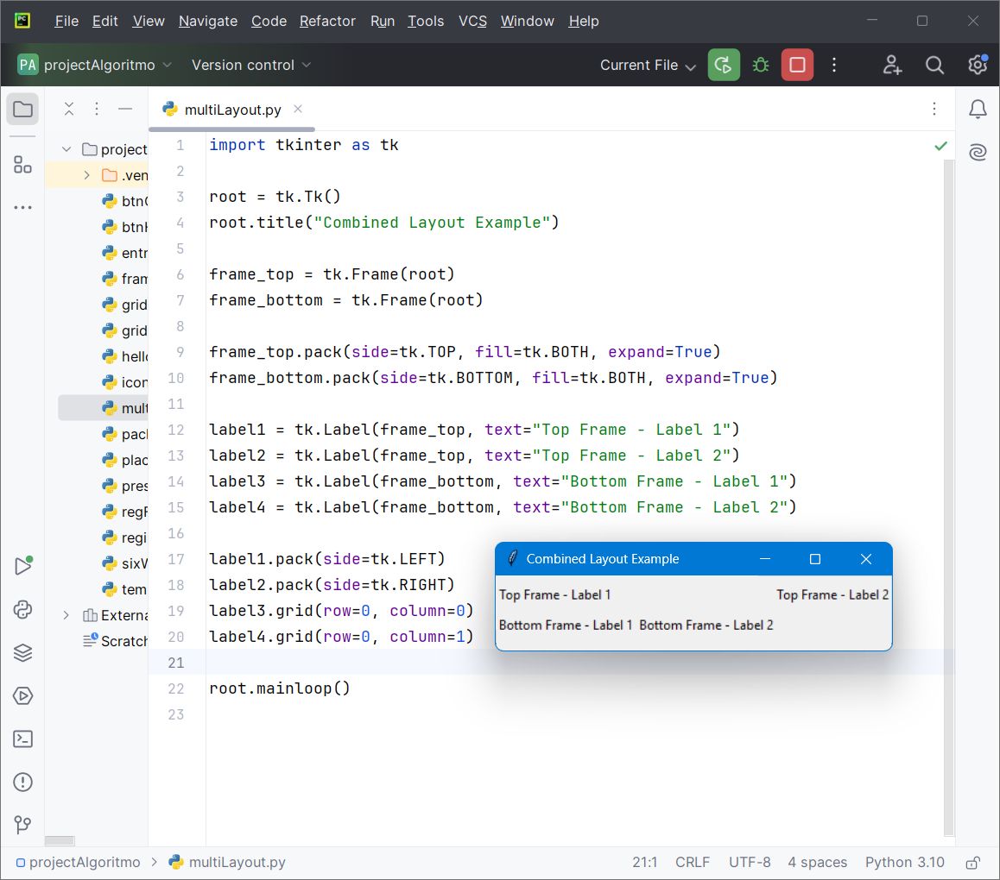 PC
File Edit View Navigate Code Refactor Run Tools VCS Window Help
PA projectAlgoritmo Version control Current File
multiLayout.py
project
.ven
btn
btn
entr
fram
grid
grid
hello
icon
mult
pack
plac
pres
regF
regi
sixW
tem
Externa
Scratch
1 import tkinter as tk
2
3 root = tk.Tk()
4 root.title("Combined Layout Example")
5
6 frame_top = tk.Frame(root)
7 frame_bottom = tk.Frame(root)
8
9 frame_top.pack(side=tk.TOP, fill=tk.BOTH, expand=True)
10 frame_bottom.pack(side=tk.BOTTOM, fill=tk.BOTH, expand=True)
11
12 label1 = tk.Label(frame_top, text="Top Frame - Label 1")
13 label2 = tk.Label(frame_top, text="Top Frame - Label 2")
14 label3 = tk.Label(frame_bottom, text="Bottom Frame - Label 1")
15 label4 = tk.Label(frame_bottom, text="Bottom Frame - Label 2")
16
17 label1.pack(side=tk.LEFT)
18 label2.pack(side=tk.RIGHT)
19 label3.grid(row=0, column=0)
20 label4.grid(row=0, column=1)
21
22 root.mainloop()
23
Combined Layout Example
Top Frame - Label 1 Top Frame - Label 2
Bottom Frame - Label 1 Bottom Frame - Label 2
projectAlgoritmo multiLayout.py 21:1 CRLF UTF-8 4 spaces Python 3.10